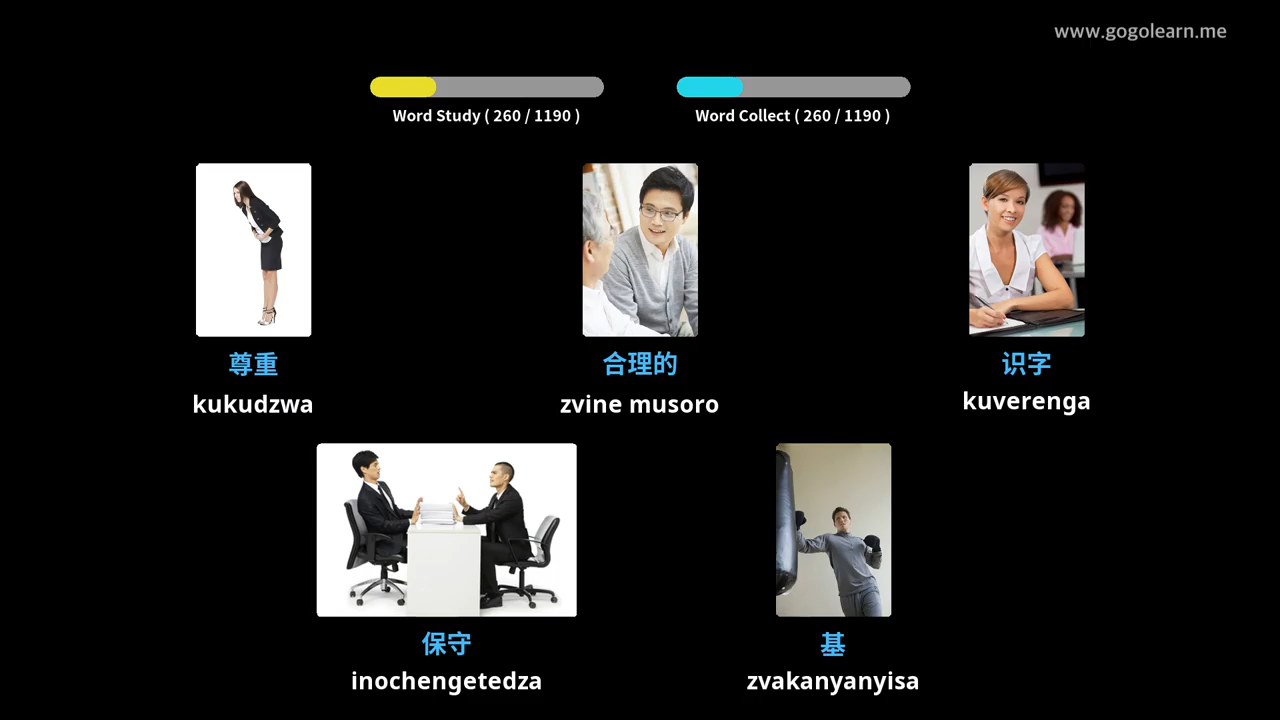 www.gogolearn.me
Word Study ( 260 / 1190 )
Word Collect ( 260 / 1190 )
尊重
kukudzwa
合理的
zvine musoro
识字
kuverenga
保守
inochengetedza
基
zvakanyanyisa